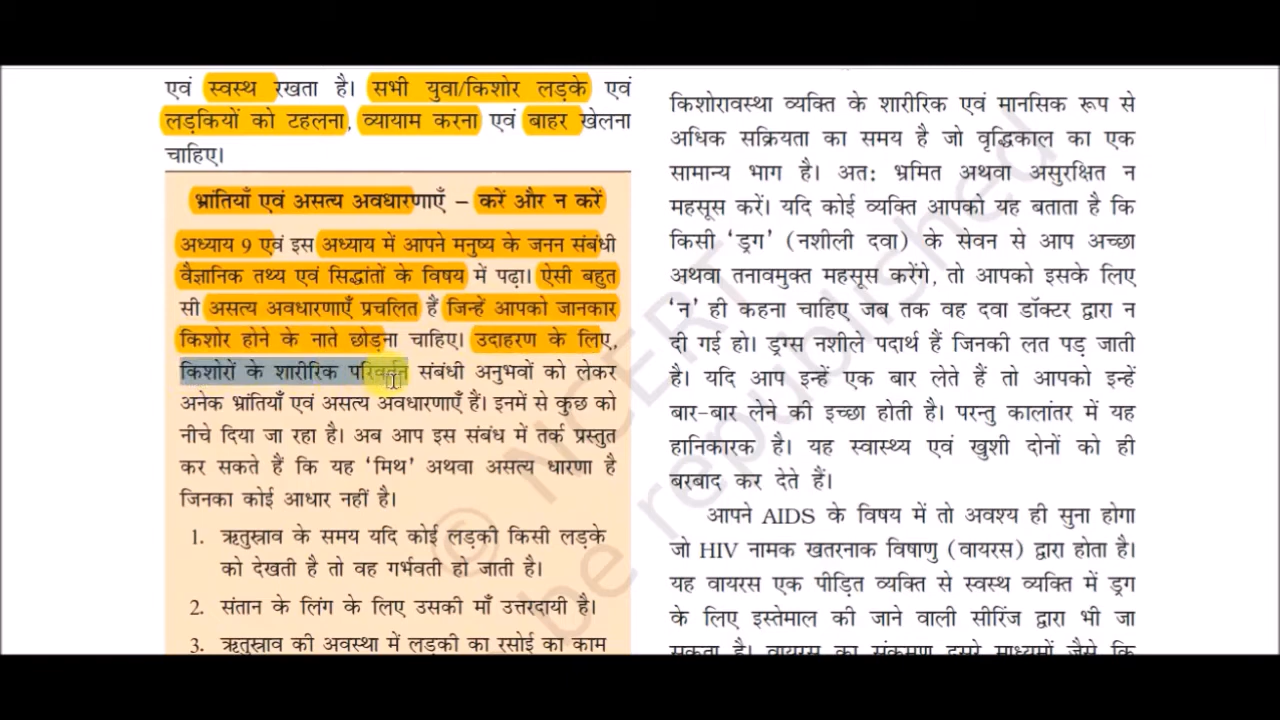 एवं स्वस्थ रखता है। सभी युवा/किशोर लड़के एवं
लड़कियों को टहलना, व्यायाम करना एवं बाहर खेलना
चाहिए।
भ्रांतियाँ एवं असत्य अवधारणाएँ – करें और न करें
अध्याय 9 एवं इस अध्याय में आपने मनुष्य के जनन संबंधी
वैज्ञानिक तथ्य एवं सिद्धांतों के विषय में पढ़ा। ऐसी बहुत
सी असत्य अवधारणाएँ प्रचलित हैं जिन्हें आपको जानकार
किशोर होने के नाते छोड़ना चाहिए। उदाहरण के लिए,
किशोरों के शारीरिक परिवर्तन संबंधी अनुभवों को लेकर
अनेक भ्रांतियाँ एवं असत्य अवधारणाएँ हैं। इनमें से कुछ को
नीचे दिया जा रहा है। अब आप इस संबंध में तर्क प्रस्तुत
कर सकते हैं कि यह ‘मिथ’ अथवा असत्य धारणा है
जिनका कोई आधार नहीं है।
1. ऋतुस्राव के समय यदि कोई लड़की किसी लड़के
को देखती है तो वह गर्भवती हो जाती है।
2. संतान के लिंग के लिए उसकी माँ उत्तरदायी है।
3. ऋतुस्राव की अवस्था में लड़की का रसोई का काम
किशोरावस्था व्यक्ति के शारीरिक एवं मानसिक रूप से
अधिक सक्रियता का समय है जो वृद्धिकाल का एक
सामान्य भाग है। अतः भ्रमित अथवा असुरक्षित न
महसूस करें। यदि कोई व्यक्ति आपको यह बताता है कि
किसी ‘ड्रग’ (नशीली दवा) के सेवन से आप अच्छा
अथवा तनावमुक्त महसूस करेंगे, तो आपको इसके लिए
‘न’ ही कहना चाहिए जब तक वह दवा डॉक्टर द्वारा न
दी गई हो। ड्रग्स नशीले पदार्थ हैं जिनकी लत पड़ जाती
है। यदि आप इन्हें एक बार लेते हैं तो आपको इन्हें
बार-बार लेने की इच्छा होती है। परन्तु कालांतर में यह
हानिकारक है। यह स्वास्थ्य एवं खुशी दोनों को ही
बरबाद कर देते हैं।
आपने AIDS के विषय में तो अवश्य ही सुना होगा
जो HIV नामक खतरनाक विषाणु (वायरस) द्वारा होता है।
यह वायरस एक पीड़ित व्यक्ति से स्वस्थ व्यक्ति में ड्रग
के लिए इस्तेमाल की जाने वाली सीरिंज द्वारा भी जा
सकता है। वायरस का संक्रमण दूसरे माध्यमों जैसे कि
© NCERT
be republished